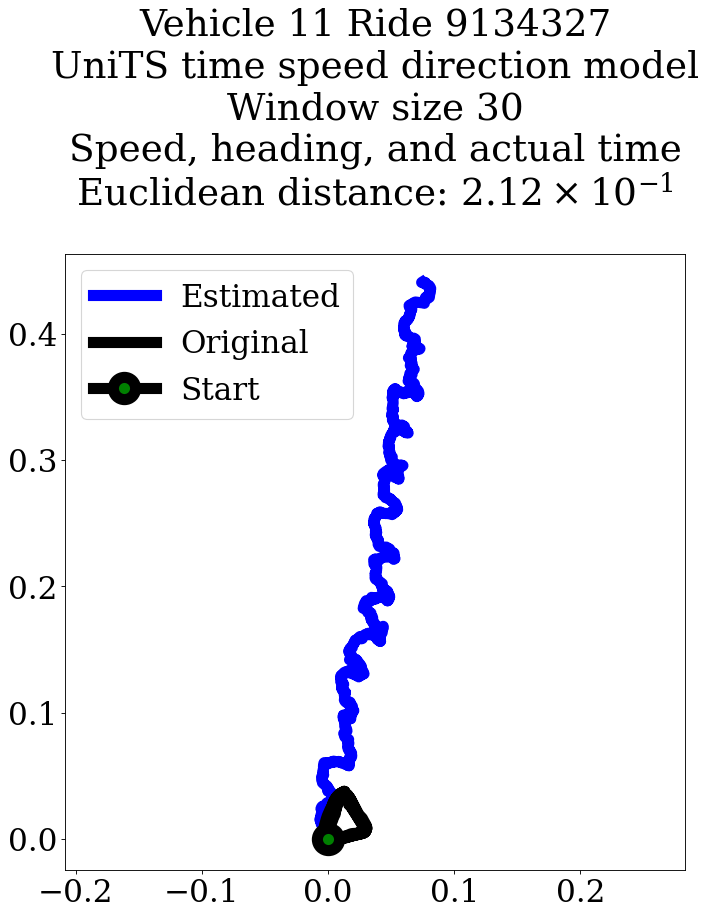 Vehicle 11 Ride 9134327
UniTS time speed direction model
Window size 30
Speed, heading, and actual time
Euclidean distance: 2.12 × 10⁻¹
Estimated
Original
Start
0.4
0.3
0.2
0.1
0.0
−0.2 −0.1 0.0 0.1 0.2